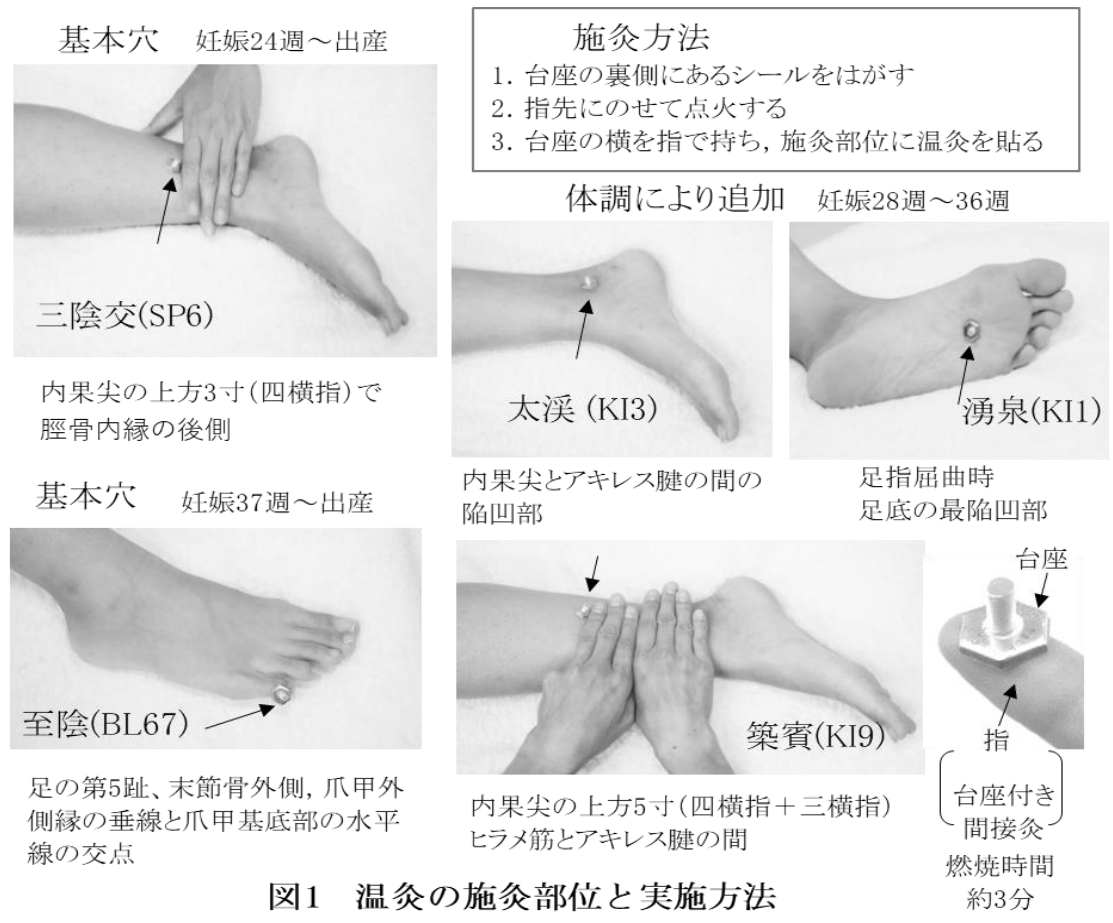 基本穴 妊娠24週～出産
三陰交(SP6)
内果尖の上方3寸(四横指)で
脛骨内縁の後側
施灸方法
1. 台座の裏側にあるシールをはがす
2. 指先にのせて点火する
3. 台座の横を指で持ち, 施灸部位に温灸を貼る
体調により追加 妊娠28週～36週
太渓 (KI3)
内果尖とアキレス腱の間の
陥凹部
湧泉(KI1)
足指屈曲時
足底の最陥凹部
基本穴 妊娠37週～出産
至陰(BL67)
足の第5趾、末節骨外側, 爪甲外
側縁の垂線と爪甲基底部の水平
線の交点
築賓(KI9)
内果尖の上方5寸(四横指＋三横指)
ヒラメ筋とアキレス腱の間
台座
指
台座付き
間接灸
燃焼時間
約3分
図1 温灸の施灸部位と実施方法